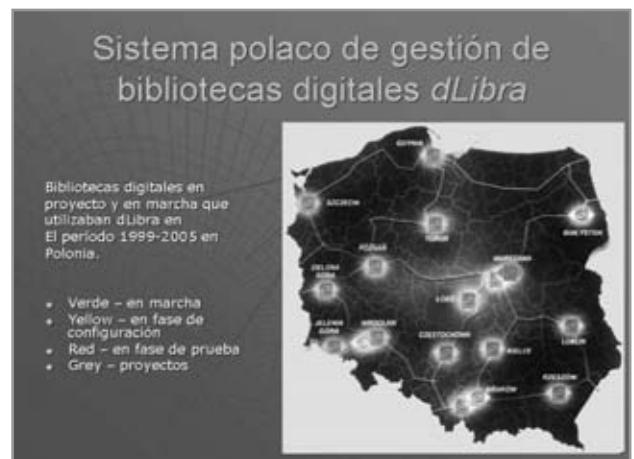 Sistema polaco de gestión de
bibliotecas digitales dLibra
Bibliotecas digitales en
proyecto y en marcha que
utilizaban dLibra en
El período 1999-2005 en
Polonia.
Verde – en marcha
Yellow – en fase de
configuración
Red – en fase de prueba
Grey – proyectos
GDYNIA
SZCZECIN
TORUŃ
BIAŁYSTOK
POZNAŃ
WARSZAWA
ZIELONA
GÓRA
ŁÓDŹ
JELENIA
GÓRA
WROCŁAW
CZĘSTOCHOWA
KIELCE
LUBLIN
KRAKÓW
RZESZÓW